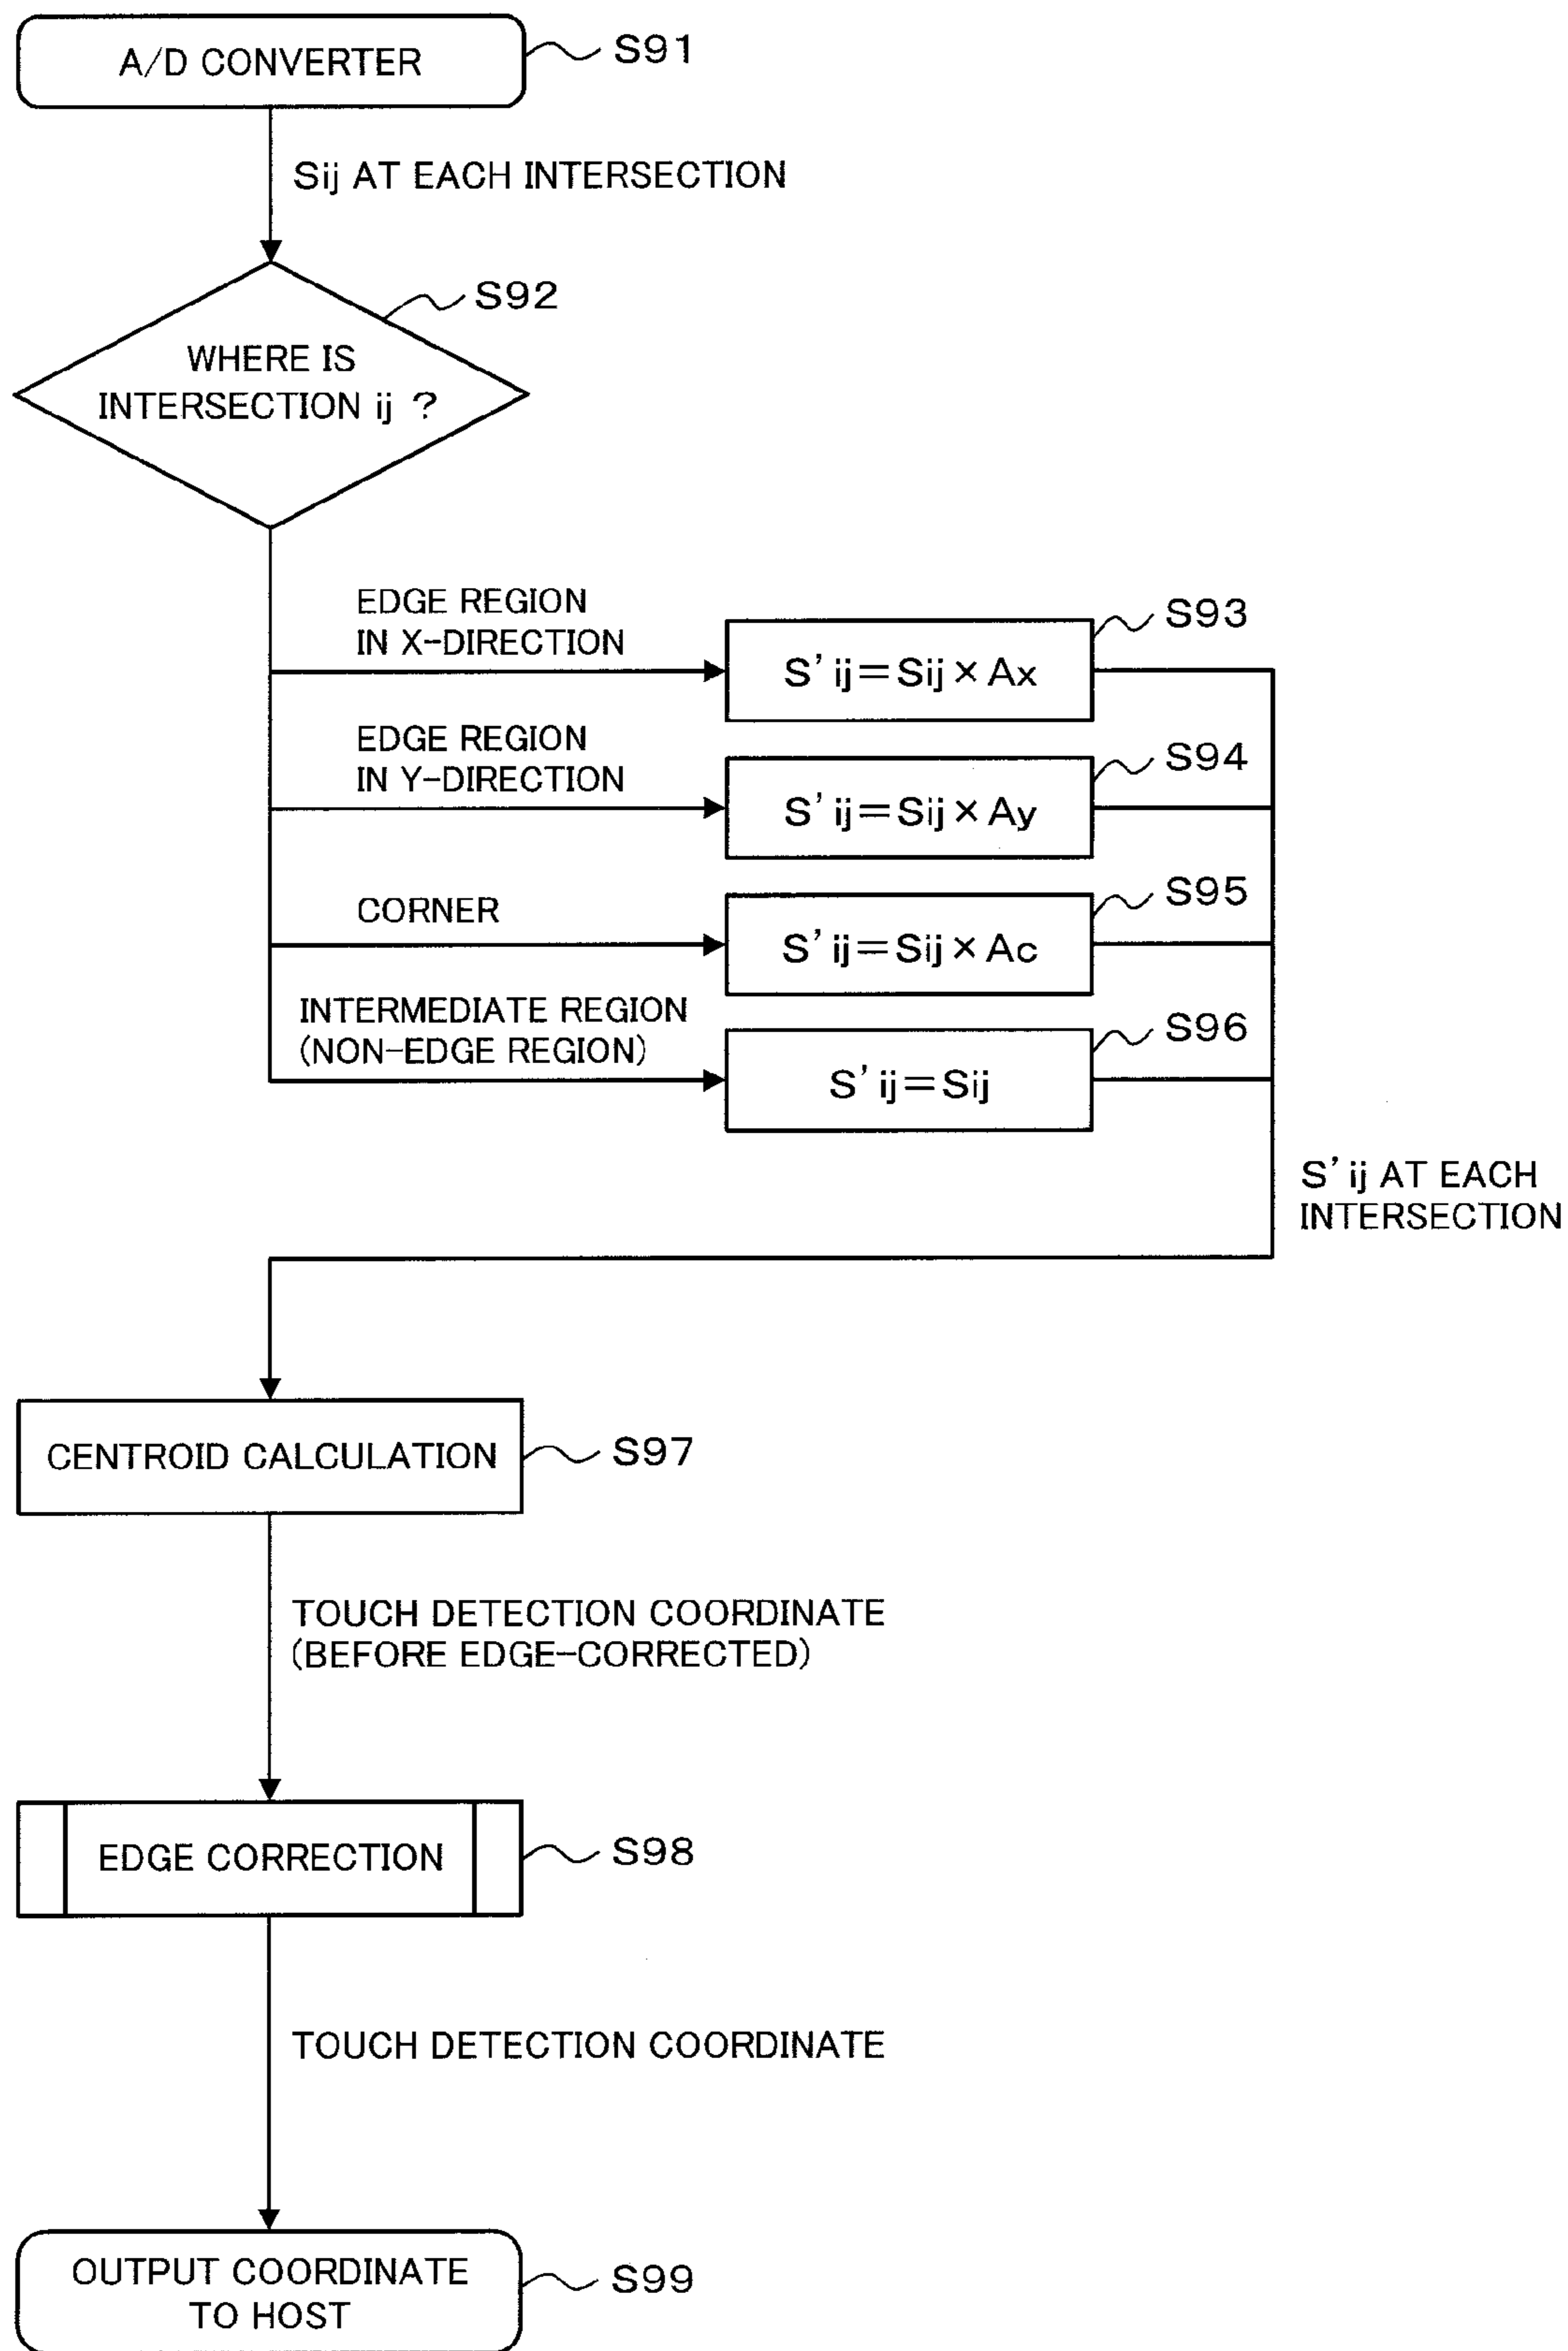 A/D CONVERTER
S91
Sij AT EACH INTERSECTION
S92
WHERE IS
INTERSECTION ij ?
EDGE REGION
IN X-DIRECTION
S'ij=Sij×Ax
S93
EDGE REGION
IN Y-DIRECTION
S'ij=Sij×Ay
S94
CORNER
S'ij=Sij×Ac
S95
INTERMEDIATE REGION
(NON-EDGE REGION)
S'ij=Sij
S96
S'ij AT EACH
INTERSECTION
CENTROID CALCULATION
S97
TOUCH DETECTION COORDINATE
(BEFORE EDGE-CORRECTED)
EDGE CORRECTION
S98
TOUCH DETECTION COORDINATE
OUTPUT COORDINATE
TO HOST
S99